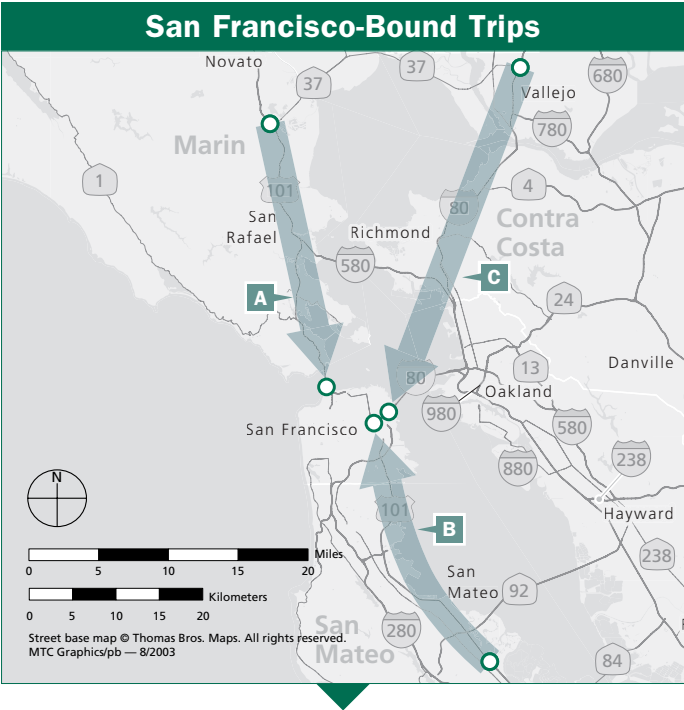 San Francisco-Bound Trips
Novato
37
37
680
Vallejo
780
Marin
1
101
80
4
San
Rafael
Richmond
Contra
Costa
580
A
C
24
Danville
80
13
Oakland
980
580
San Francisco
880
238
N
101
B
Hayward
Miles
0 5 10 15 20
238
San
Mateo
92
Kilometers
0 5 10 15 20
San
Mateo
280
Street base map © Thomas Bros. Maps. All rights reserved.
MTC Graphics/pb — 8/2003
84